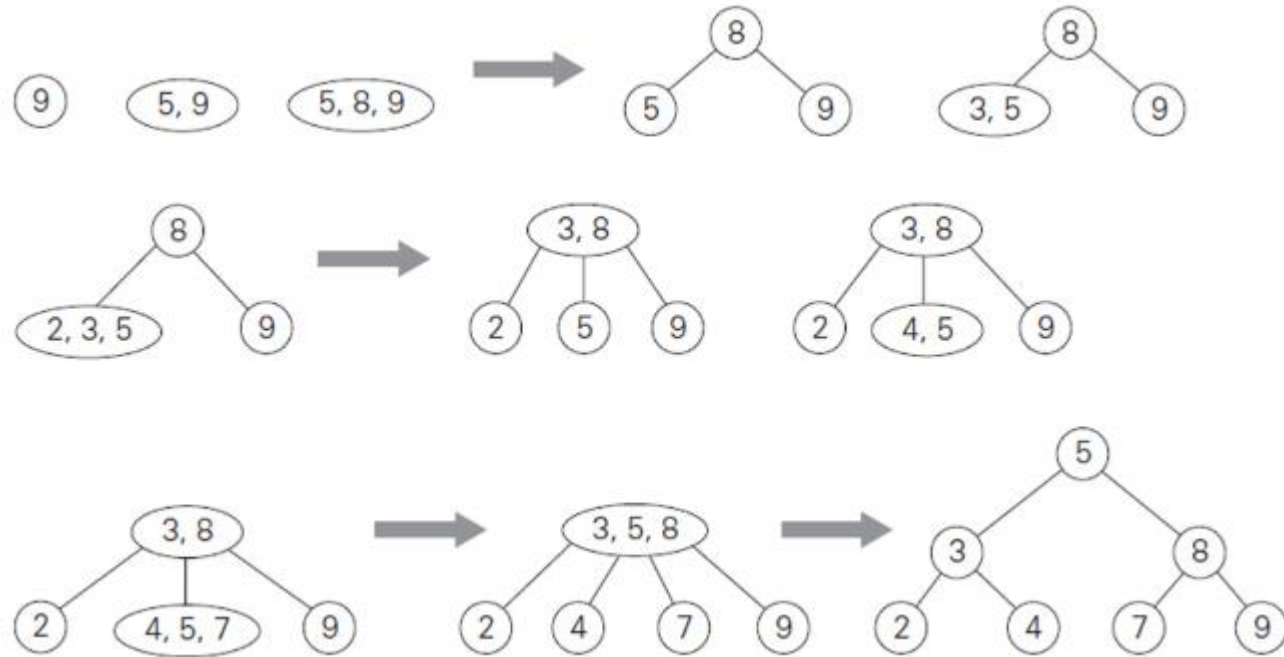 8 8
9 5, 9 5, 8, 9 5 9 3, 5 9
8 3, 8 3, 8
2, 3, 5 9 2 5 9 2 4, 5 9
5
3, 8 3, 5, 8 3 8
2 4, 5, 7 9 2 4 7 9 2 4 7 9